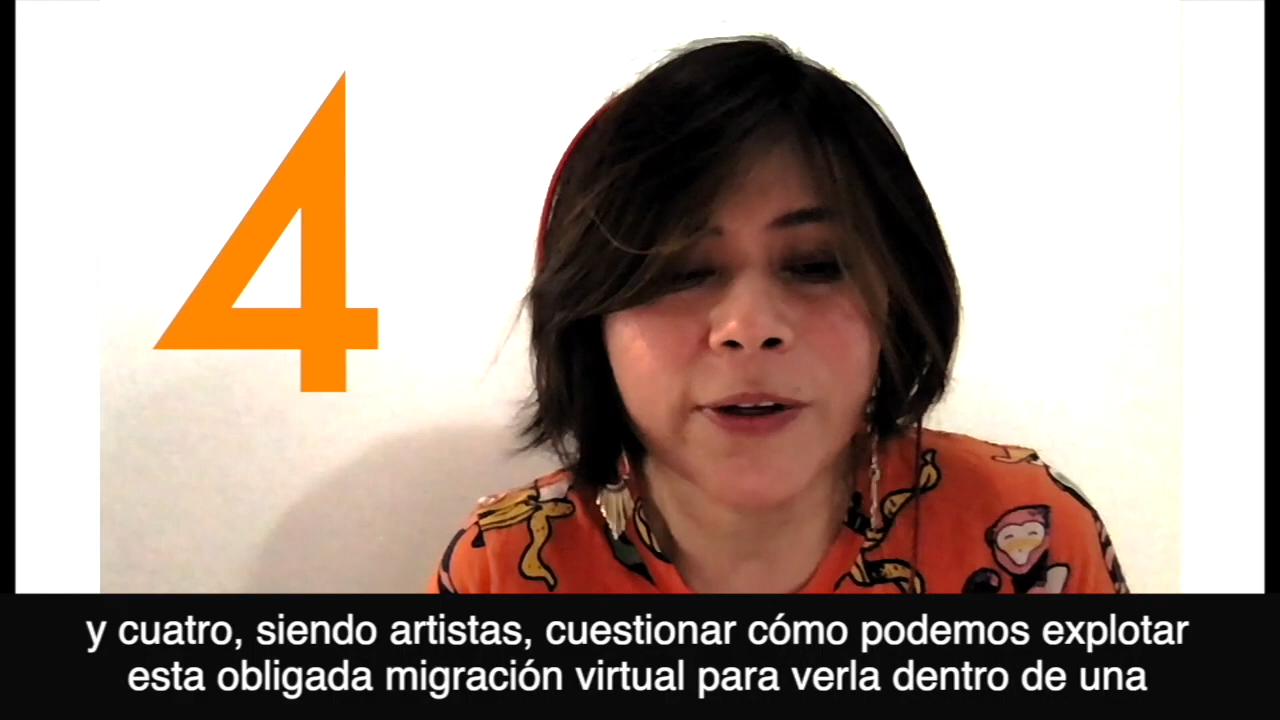 4
y cuatro, siendo artistas, cuestionar cómo podemos explotar
esta obligada migración virtual para verla dentro de una